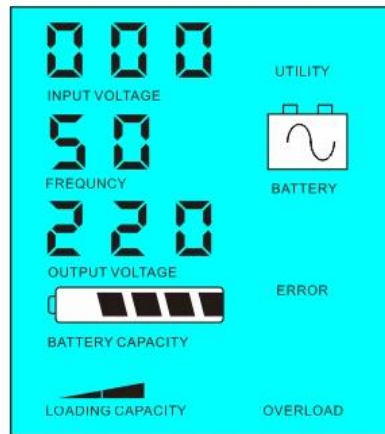 000
UTILITY
INPUT VOLTAGE
50
FREQUNCY
BATTERY
220
OUTPUT VOLTAGE
ERROR
BATTERY CAPACITY
LOADING CAPACITY
OVERLOAD